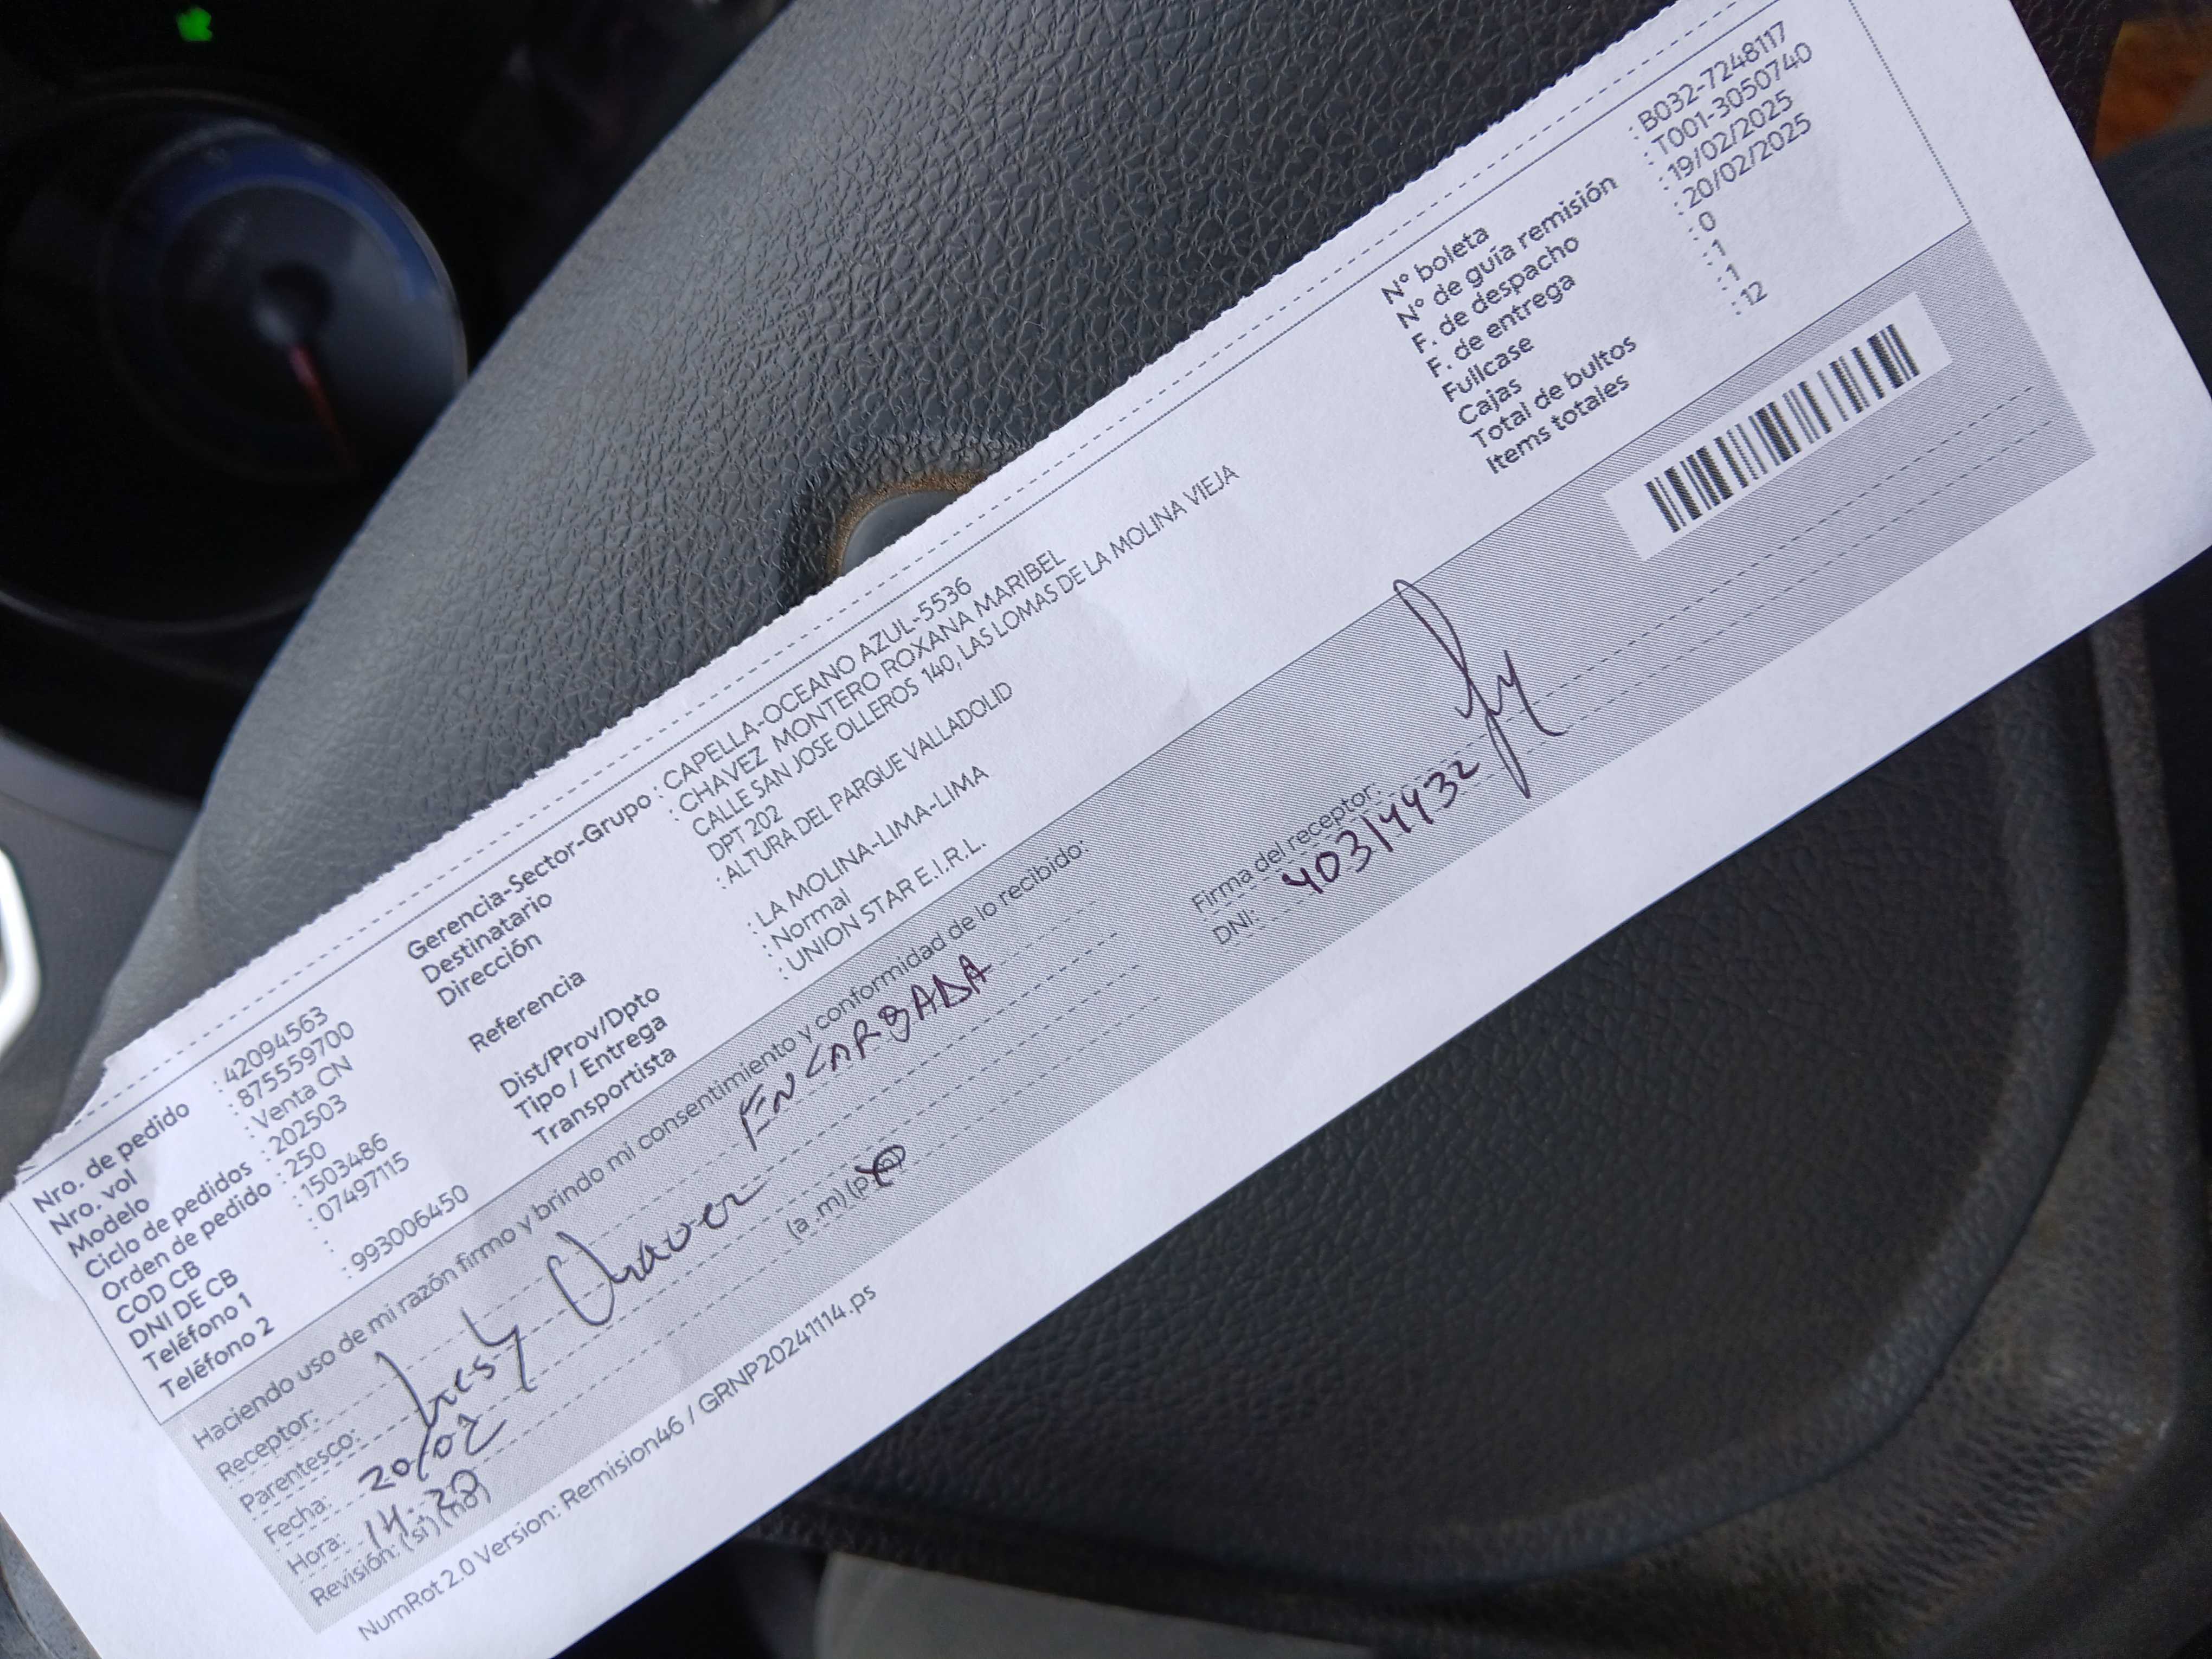 Nro. de pedido : 42094563
Nro. vol : 875559700
Modelo : Venta CN
Ciclo de pedidos : 202503
Orden de pedido : 250
COD CB : 1503486
DNI DE CB : 07497115
Teléfono 1 :
Teléfono 2 : 993006450
Gerencia-Sector-Grupo : CAPELLA-OCEANO AZUL-5536
Destinatario : CHAVEZ MONTERO ROXANA MARIBEL
Dirección CALLE SAN JOSE OLLEROS 140, LAS LOMAS DE LA MOLINA VIEJA
DPT 202
Referencia : ALTURA DEL PARQUE VALLADOLID
Dist/Prov/Dpto : LA MOLINA-LIMA-LIMA
Tipo / Entrega : Normal
Transportista : UNION STAR E.I.R.L.
N° boleta : B032-7248117
N° de guía remisión : T001-3050740
F. de despacho : 19/02/2025
F. de entrega : 20/02/2025
Fullcase : 0
Cajas : 1
Total de bultos : 1
Items totales : 12
Haciendo uso de mi razón firmo y brindo mi consentimiento y conformidad de lo recibido:
Receptor: Chavez ENCARGADA
Parentesco:
Fecha: 20/02
Hora: 14:20 (a .m) (p
Revisión: (sí) (no)
Firma del receptor:
DNI: 40314432
NumRot 2.0 Version: Remision46 / GRNP20241114.ps